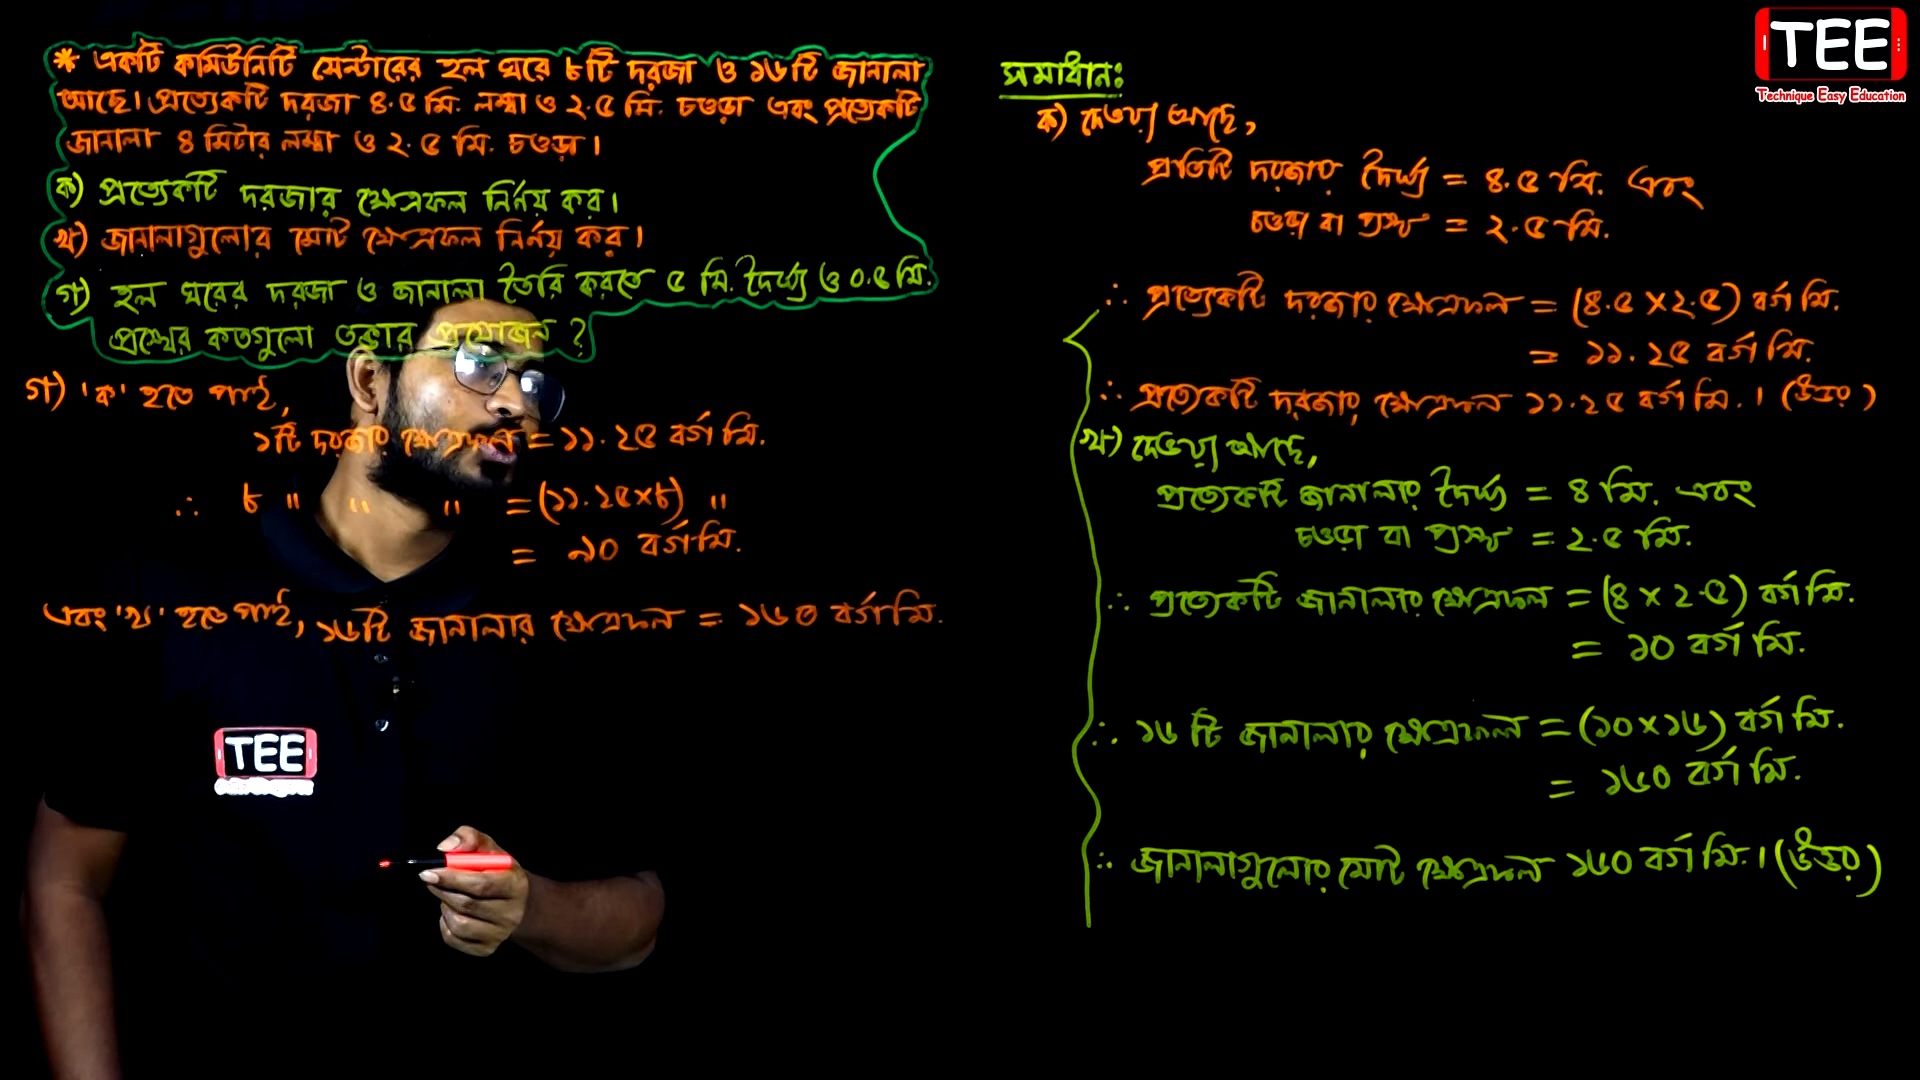 * একটি কমিউনিটি সেন্টারের হল ঘরে ৮টি দরজা ও ১৬টি জানালা
আছে। প্রত্যেকটি দরজা ৪.৫ মি. লম্বা ও ২.৫ মি. চওড়া এবং প্রত্যেকটি
জানালা ৪ মিটার লম্বা ও ২.৫ মি. চওড়া।
ক) প্রত্যেকটি দরজার ক্ষেত্রফল নির্ণয় কর।
খ) জানালাগুলোর মোট ক্ষেত্রফল নির্ণয় কর।
গ) হল ঘরের দরজা ও জানালা তৈরি করতে ৫ মি. দৈর্ঘ্য ও ০.৫ মি.
প্রস্থের কতগুলো তক্তার প্রয়োজন ?
গ) 'ক' হতে পাই,
১টি দরজার ক্ষেত্রফল = ১১.২৫ বর্গ মি.
∴ ৮ " " " = (১১.২৫×৮) "
= ৯০ বর্গমি.
এবং 'খ' হতে পাই, ১৬টি জানালার ক্ষেত্রফল = ১৬০ বর্গমি.
সমাধানঃ
ক) দেওয়া আছে,
প্রতিটি দরজার দৈর্ঘ্য = ৪.৫ মি. এবং
চওড়া বা প্রস্থ = ২.৫ মি.
∴ প্রত্যেকটি দরজার ক্ষেত্রফল = (৪.৫ × ২.৫) বর্গ মি.
= ১১.২৫ বর্গ মি.
∴ প্রত্যেকটি দরজার ক্ষেত্রফল ১১.২৫ বর্গ মি.। (উত্তর)
খ) দেওয়া আছে,
প্রত্যেকটি জানালার দৈর্ঘ্য = ৪ মি. এবং
চওড়া বা প্রস্থ = ২.৫ মি.
∴ প্রত্যেকটি জানালার ক্ষেত্রফল = (৪ × ২.৫) বর্গমি.
= ১০ বর্গ মি.
∴ ১৬ টি জানালার ক্ষেত্রফল = (১০×১৬) বর্গ মি.
= ১৬০ বর্গ মি.
∴ জানালাগুলোর মোট ক্ষেত্রফল ১৬০ বর্গ মি.। (উত্তর)
TEE
Technique Easy Education
TEE